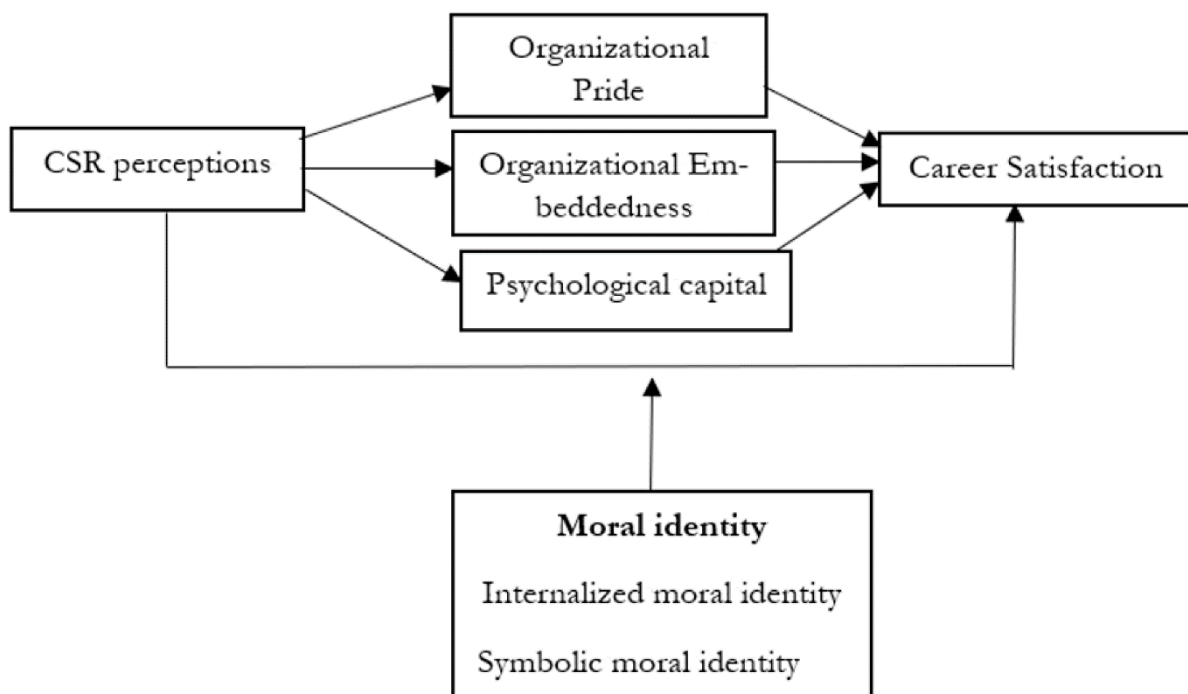 Organizational
Pride
CSR perceptions
Organizational Em-
beddedness
Career Satisfaction
Psychological capital
Moral identity
Internalized moral identity
Symbolic moral identity